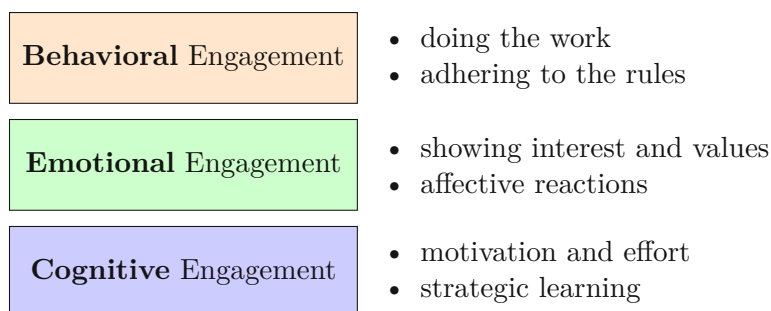 Behavioral Engagement
• doing the work
• adhering to the rules
Emotional Engagement
• showing interest and values
• affective reactions
Cognitive Engagement
• motivation and effort
• strategic learning